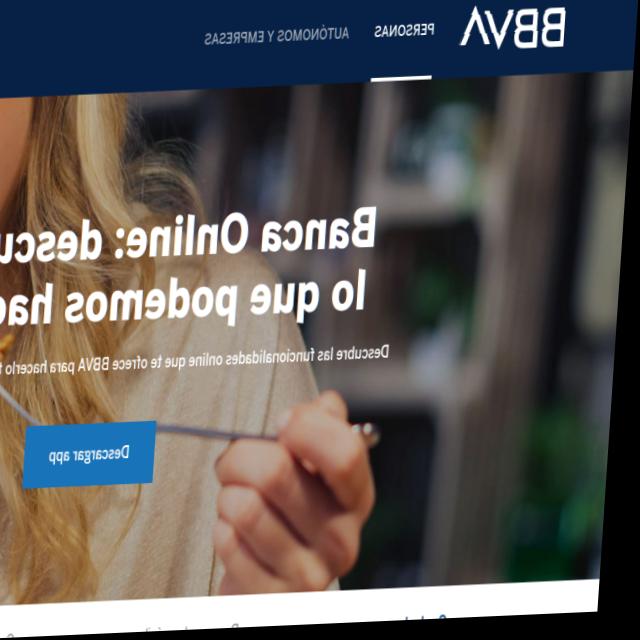 BBVA
PERSONAS
AUTÓNOMOS Y EMPRESAS
Banca Online: descu
lo que podemos hac
Descubre las funcionalidades online que te ofrece BBVA para hacerlo
Descargar app